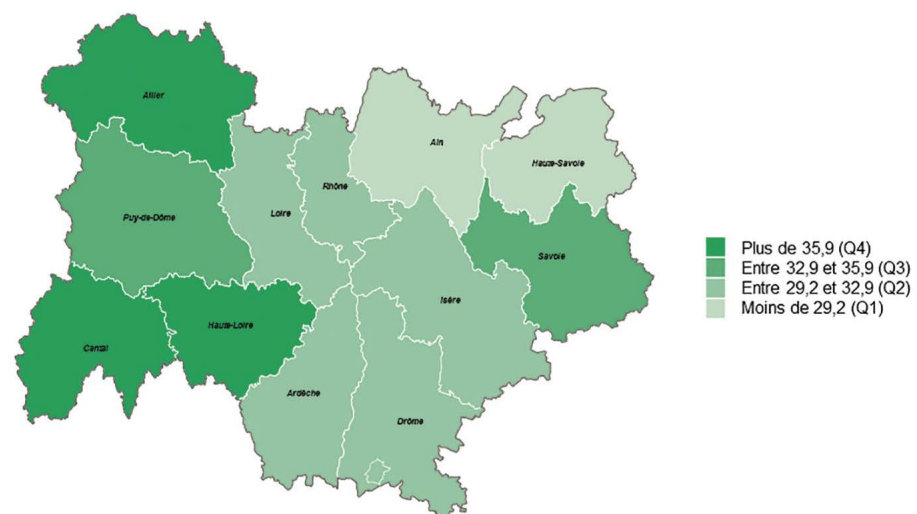 Allier
Ain
Haute-Savoie
Rhône
Loire
Puy-de-Dôme
Savoie
Isère
Haute-Loire
Cantal
Ardèche
Drôme
Plus de 35,9 (Q4)
Entre 32,9 et 35,9 (Q3)
Entre 29,2 et 32,9 (Q2)
Moins de 29,2 (Q1)